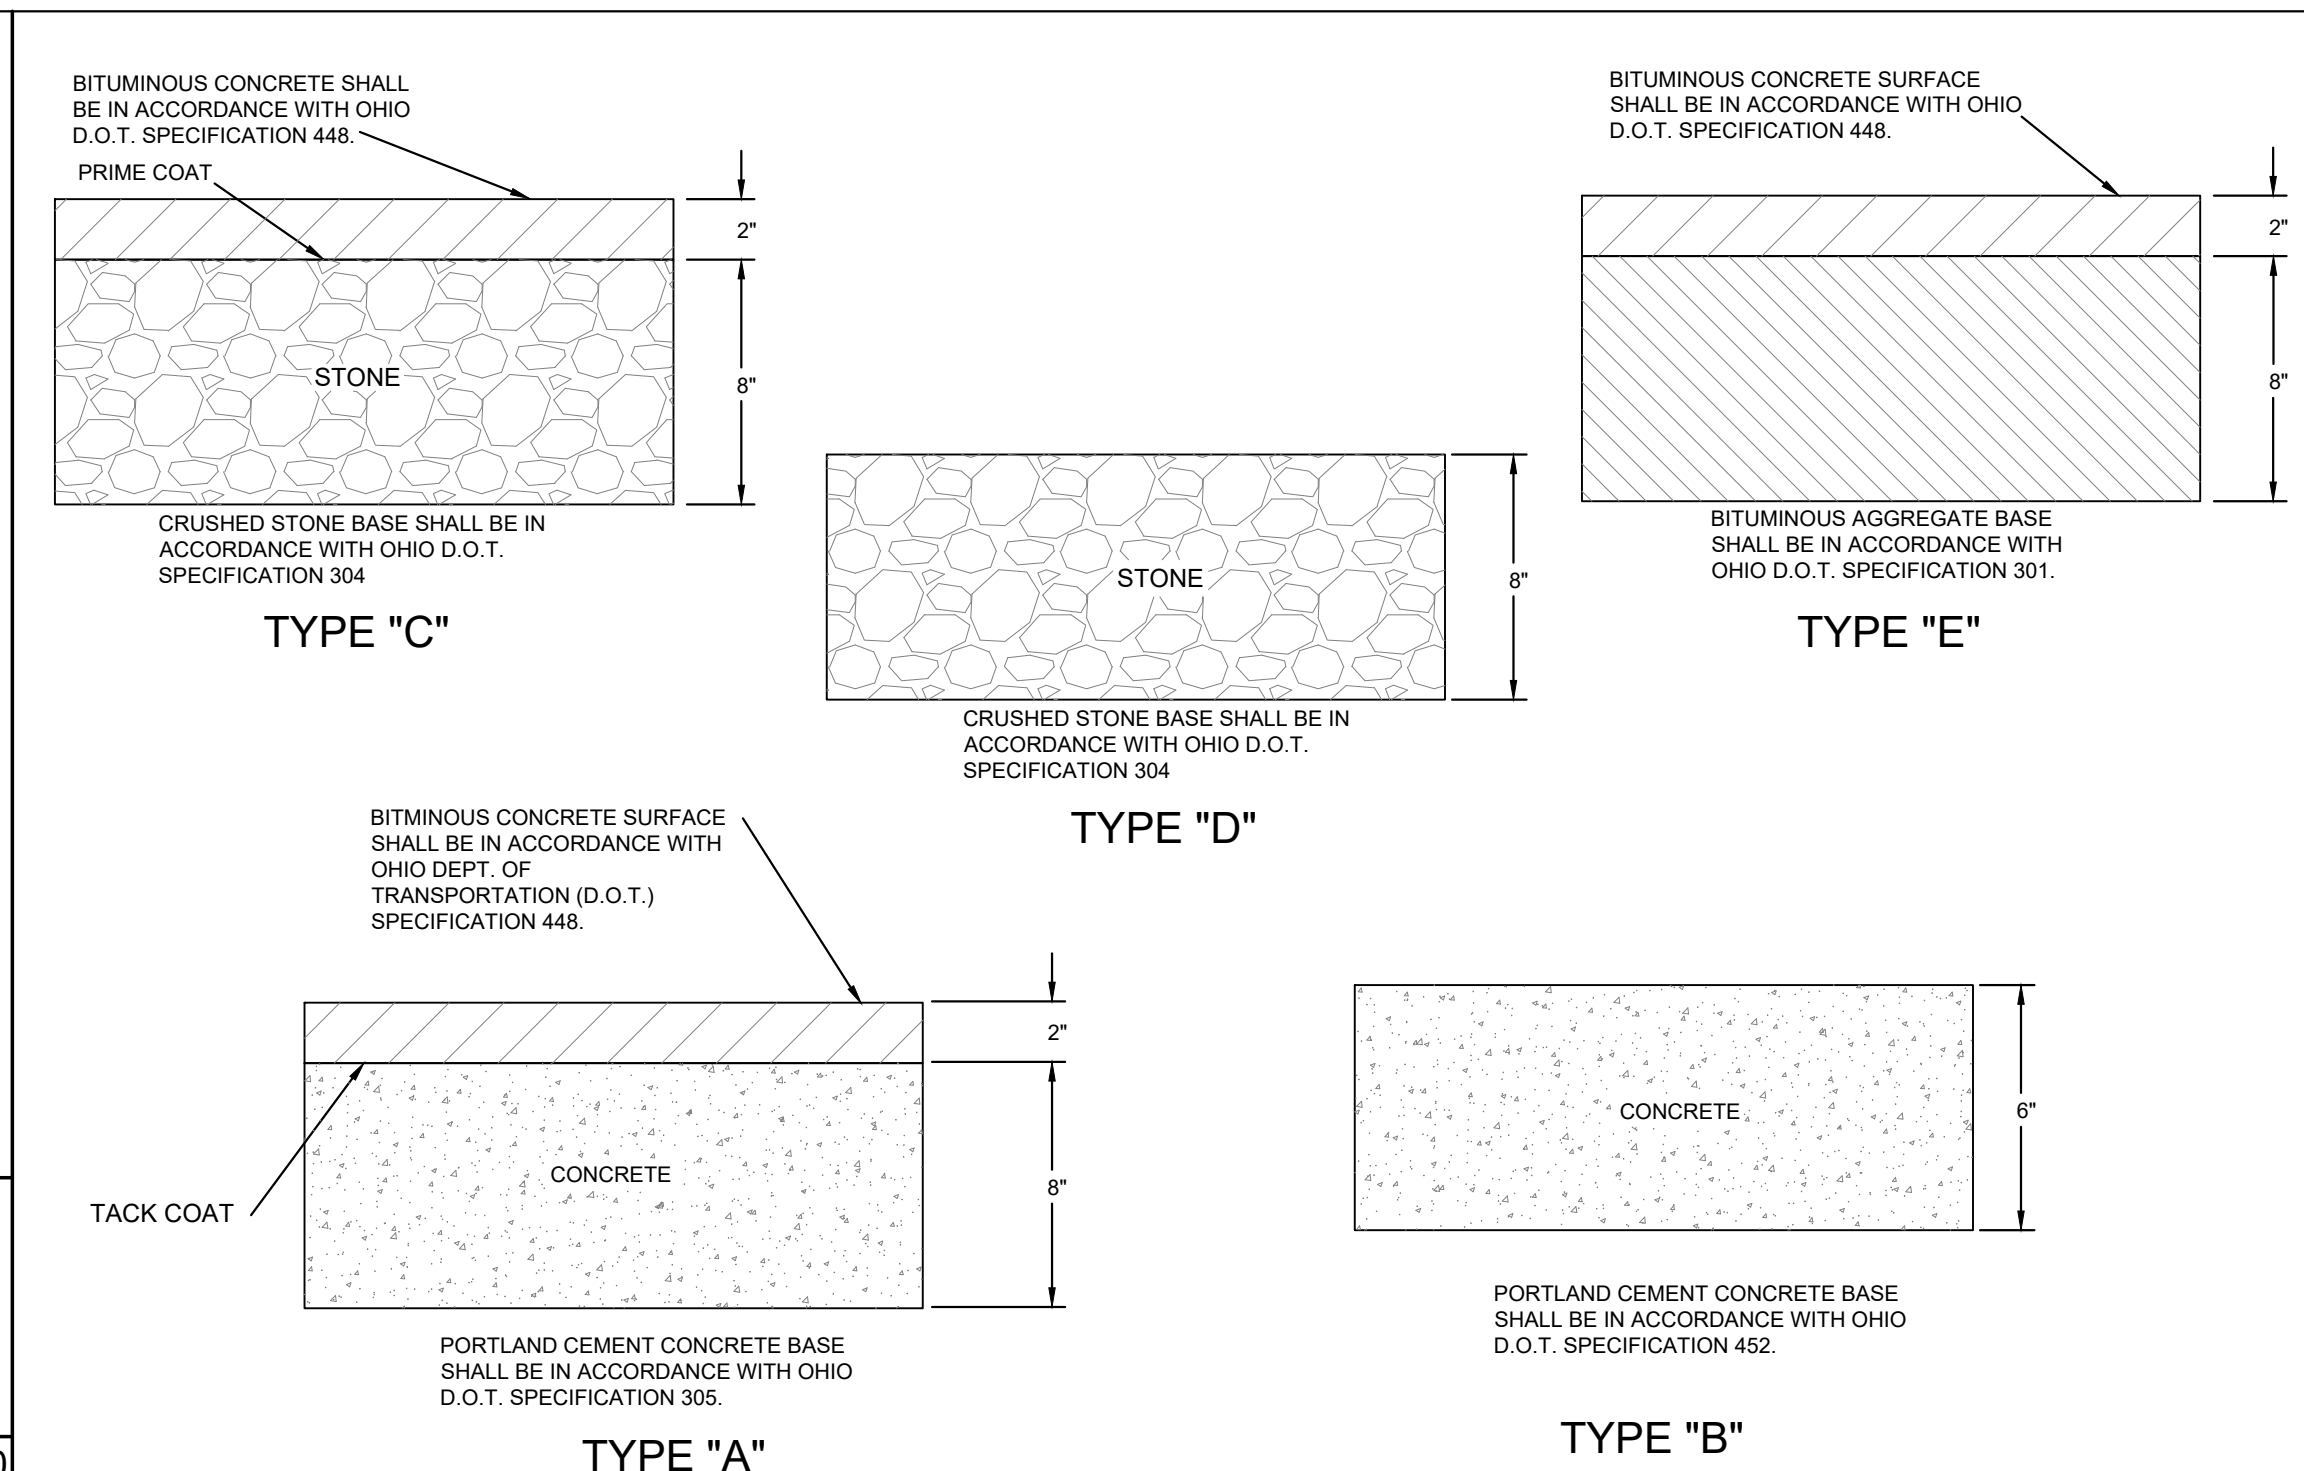 BITUMINOUS CONCRETE SHALL
BE IN ACCORDANCE WITH OHIO
D.O.T. SPECIFICATION 448.
PRIME COAT
2"
STONE
8"
CRUSHED STONE BASE SHALL BE IN
ACCORDANCE WITH OHIO D.O.T.
SPECIFICATION 304
TYPE "C"
STONE
8"
CRUSHED STONE BASE SHALL BE IN
ACCORDANCE WITH OHIO D.O.T.
SPECIFICATION 304
TYPE "D"
BITUMINOUS CONCRETE SURFACE
SHALL BE IN ACCORDANCE WITH OHIO
D.O.T. SPECIFICATION 448.
2"
8"
BITUMINOUS AGGREGATE BASE
SHALL BE IN ACCORDANCE WITH
OHIO D.O.T. SPECIFICATION 301.
TYPE "E"
BITMINOUS CONCRETE SURFACE
SHALL BE IN ACCORDANCE WITH
OHIO DEPT. OF
TRANSPORTATION (D.O.T.)
SPECIFICATION 448.
2"
CONCRETE
8"
TACK COAT
PORTLAND CEMENT CONCRETE BASE
SHALL BE IN ACCORDANCE WITH OHIO
D.O.T. SPECIFICATION 305.
TYPE "A"
CONCRETE
6"
PORTLAND CEMENT CONCRETE BASE
SHALL BE IN ACCORDANCE WITH OHIO
D.O.T. SPECIFICATION 452.
TYPE "B"